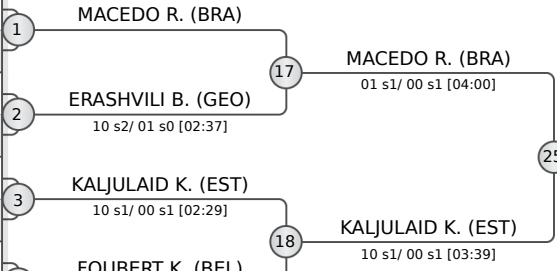 MACEDO R. (BRA)
1
17
MACEDO R. (BRA)
01 s1/ 00 s1 [04:00]
ERASHVILI B. (GEO)
2
10 s2/ 01 s0 [02:37]
25
KALJULAID K. (EST)
3
10 s1/ 00 s1 [02:29]
18
KALJULAID K. (EST)
10 s1/ 00 s1 [03:39]
FOUBERT K. (BEL)